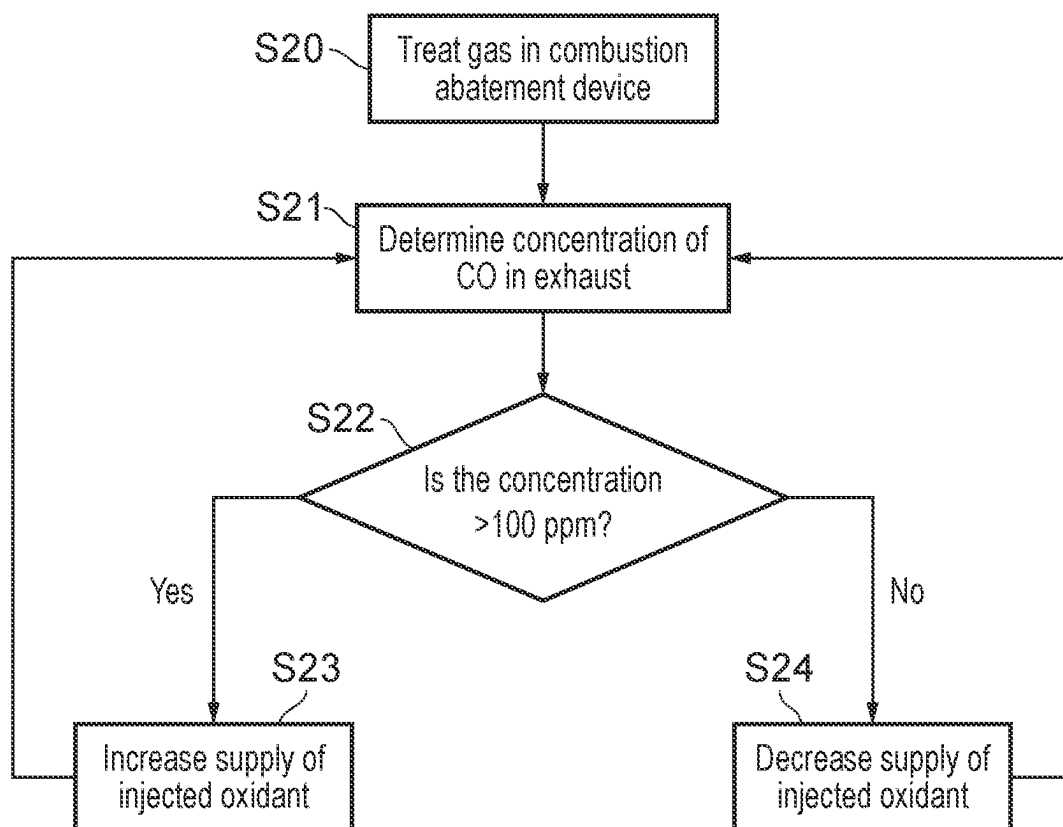 S20
Treat gas in combustion
abatement device
S21
Determine concentration of
CO in exhaust
S22
Is the concentration
>100 ppm?
Yes
No
S23
Increase supply of
injected oxidant
S24
Decrease supply of
injected oxidant